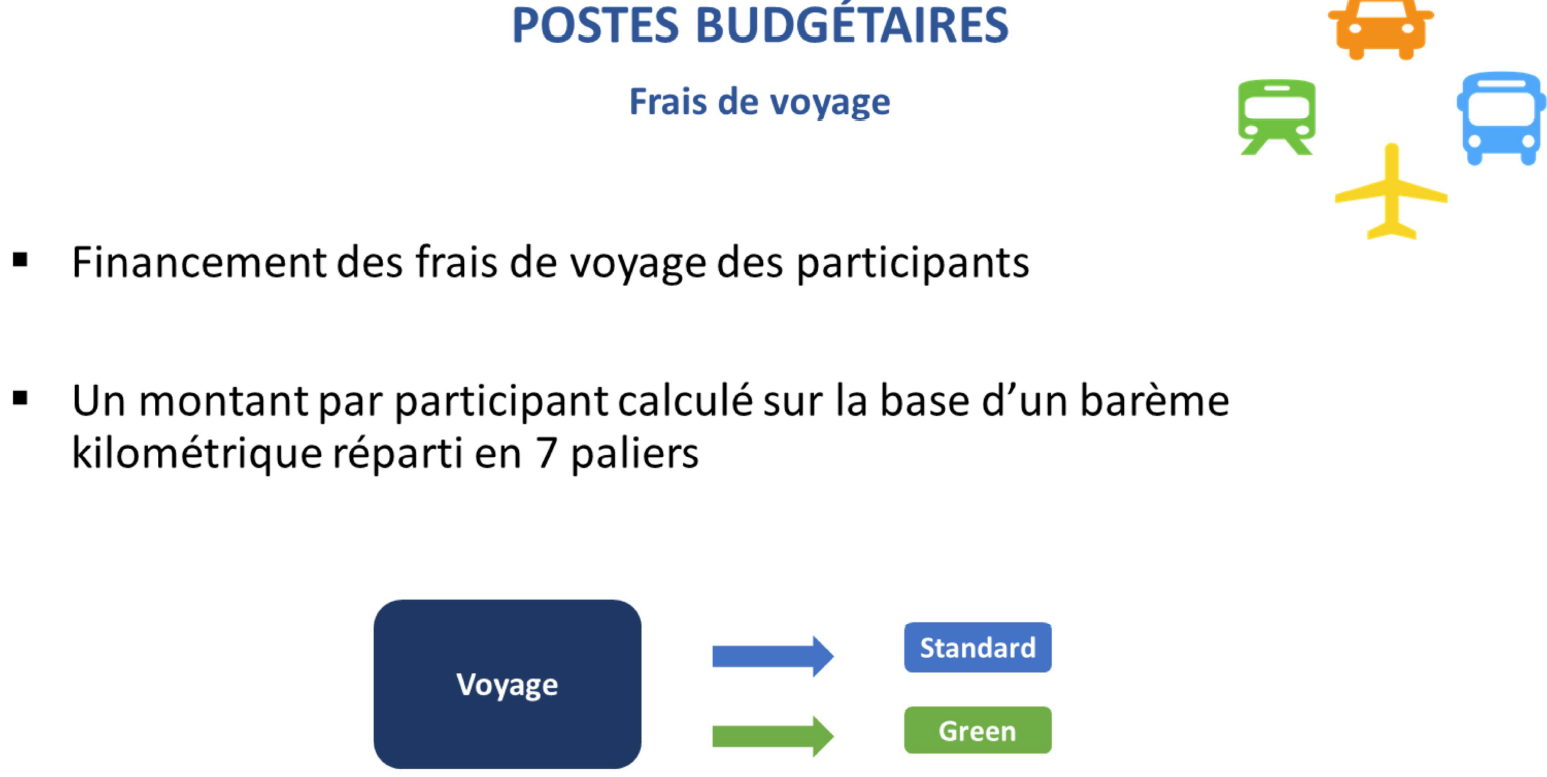 POSTES BUDGÉTAIRES
Frais de voyage
▪ Financement des frais de voyage des participants
▪ Un montant par participant calculé sur la base d’un barème
kilométrique réparti en 7 paliers
Voyage
Standard
Green